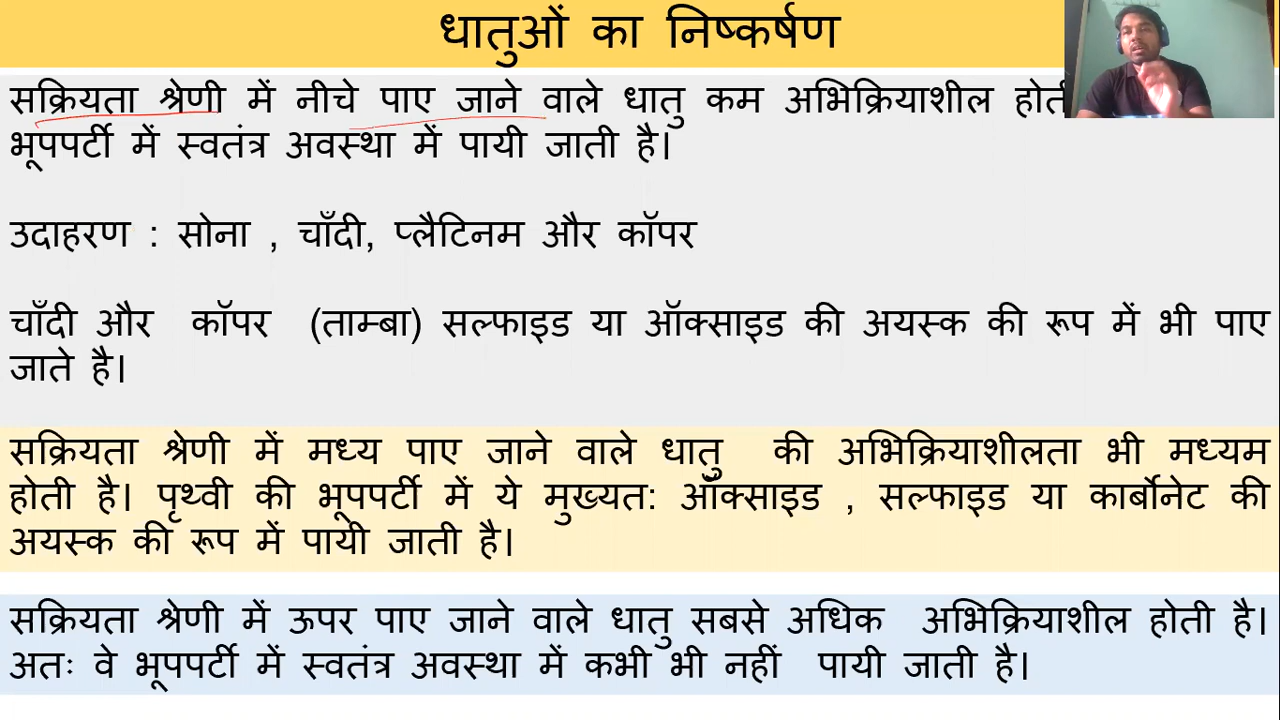 धातुओं का निष्कर्षण
सक्रियता श्रेणी में नीचे पाए जाने वाले धातु कम अभिक्रियाशील होती
भूपपर्टी में स्वतंत्र अवस्था में पायी जाती है।
उदाहरण : सोना , चाँदी, प्लैटिनम और कॉपर
चाँदी और कॉपर (ताम्बा) सल्फाइड या ऑक्साइड की अयस्क की रूप में भी पाए
जाते है।
सक्रियता श्रेणी में मध्य पाए जाने वाले धातु की अभिक्रियाशीलता भी मध्यम
होती है। पृथ्वी की भूपपर्टी में ये मुख्यत: ऑक्साइड , सल्फाइड या कार्बोनेट की
अयस्क की रूप में पायी जाती है।
सक्रियता श्रेणी में ऊपर पाए जाने वाले धातु सबसे अधिक अभिक्रियाशील होती है।
अतः वे भूपपर्टी में स्वतंत्र अवस्था में कभी भी नहीं पायी जाती है।